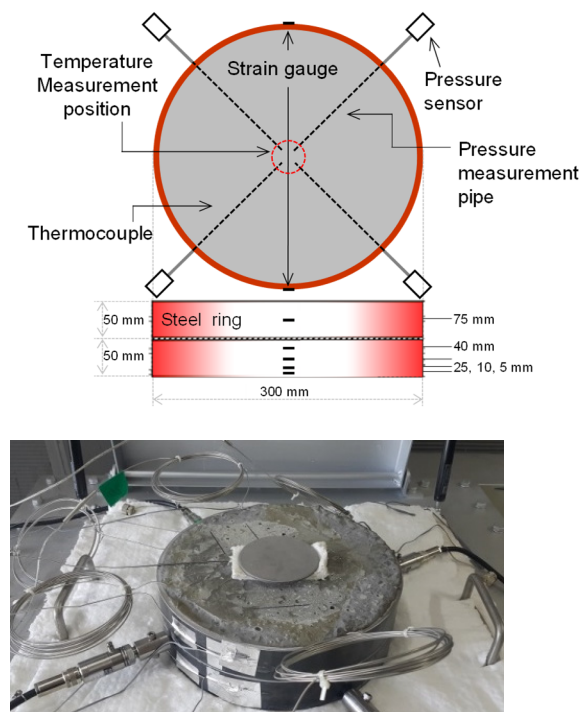 Temperature
Measurement
position
Strain gauge
Pressure
sensor
Pressure
measurement
pipe
Thermocouple
50 mm
Steel ring
75 mm
50 mm
40 mm
25, 10, 5 mm
300 mm